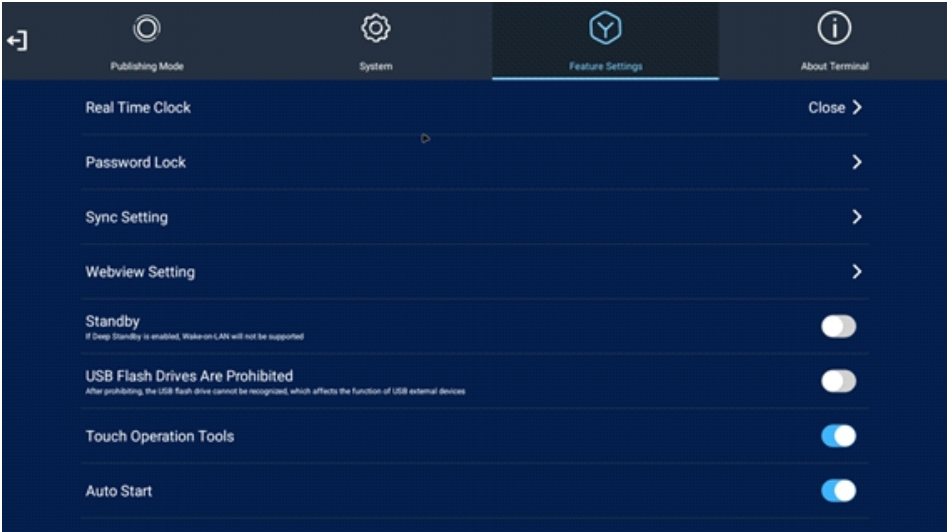 Publishing Mode
System
Feature Settings
About Terminal
Real Time Clock
Close
Password Lock
Sync Setting
Webview Setting
Standby
If Deep Standby is enabled, Wake-on-LAN will not be supported
USB Flash Drives Are Prohibited
After prohibiting, the USB flash drive cannot be recognized, which affects the function of USB external devices
Touch Operation Tools
Auto Start